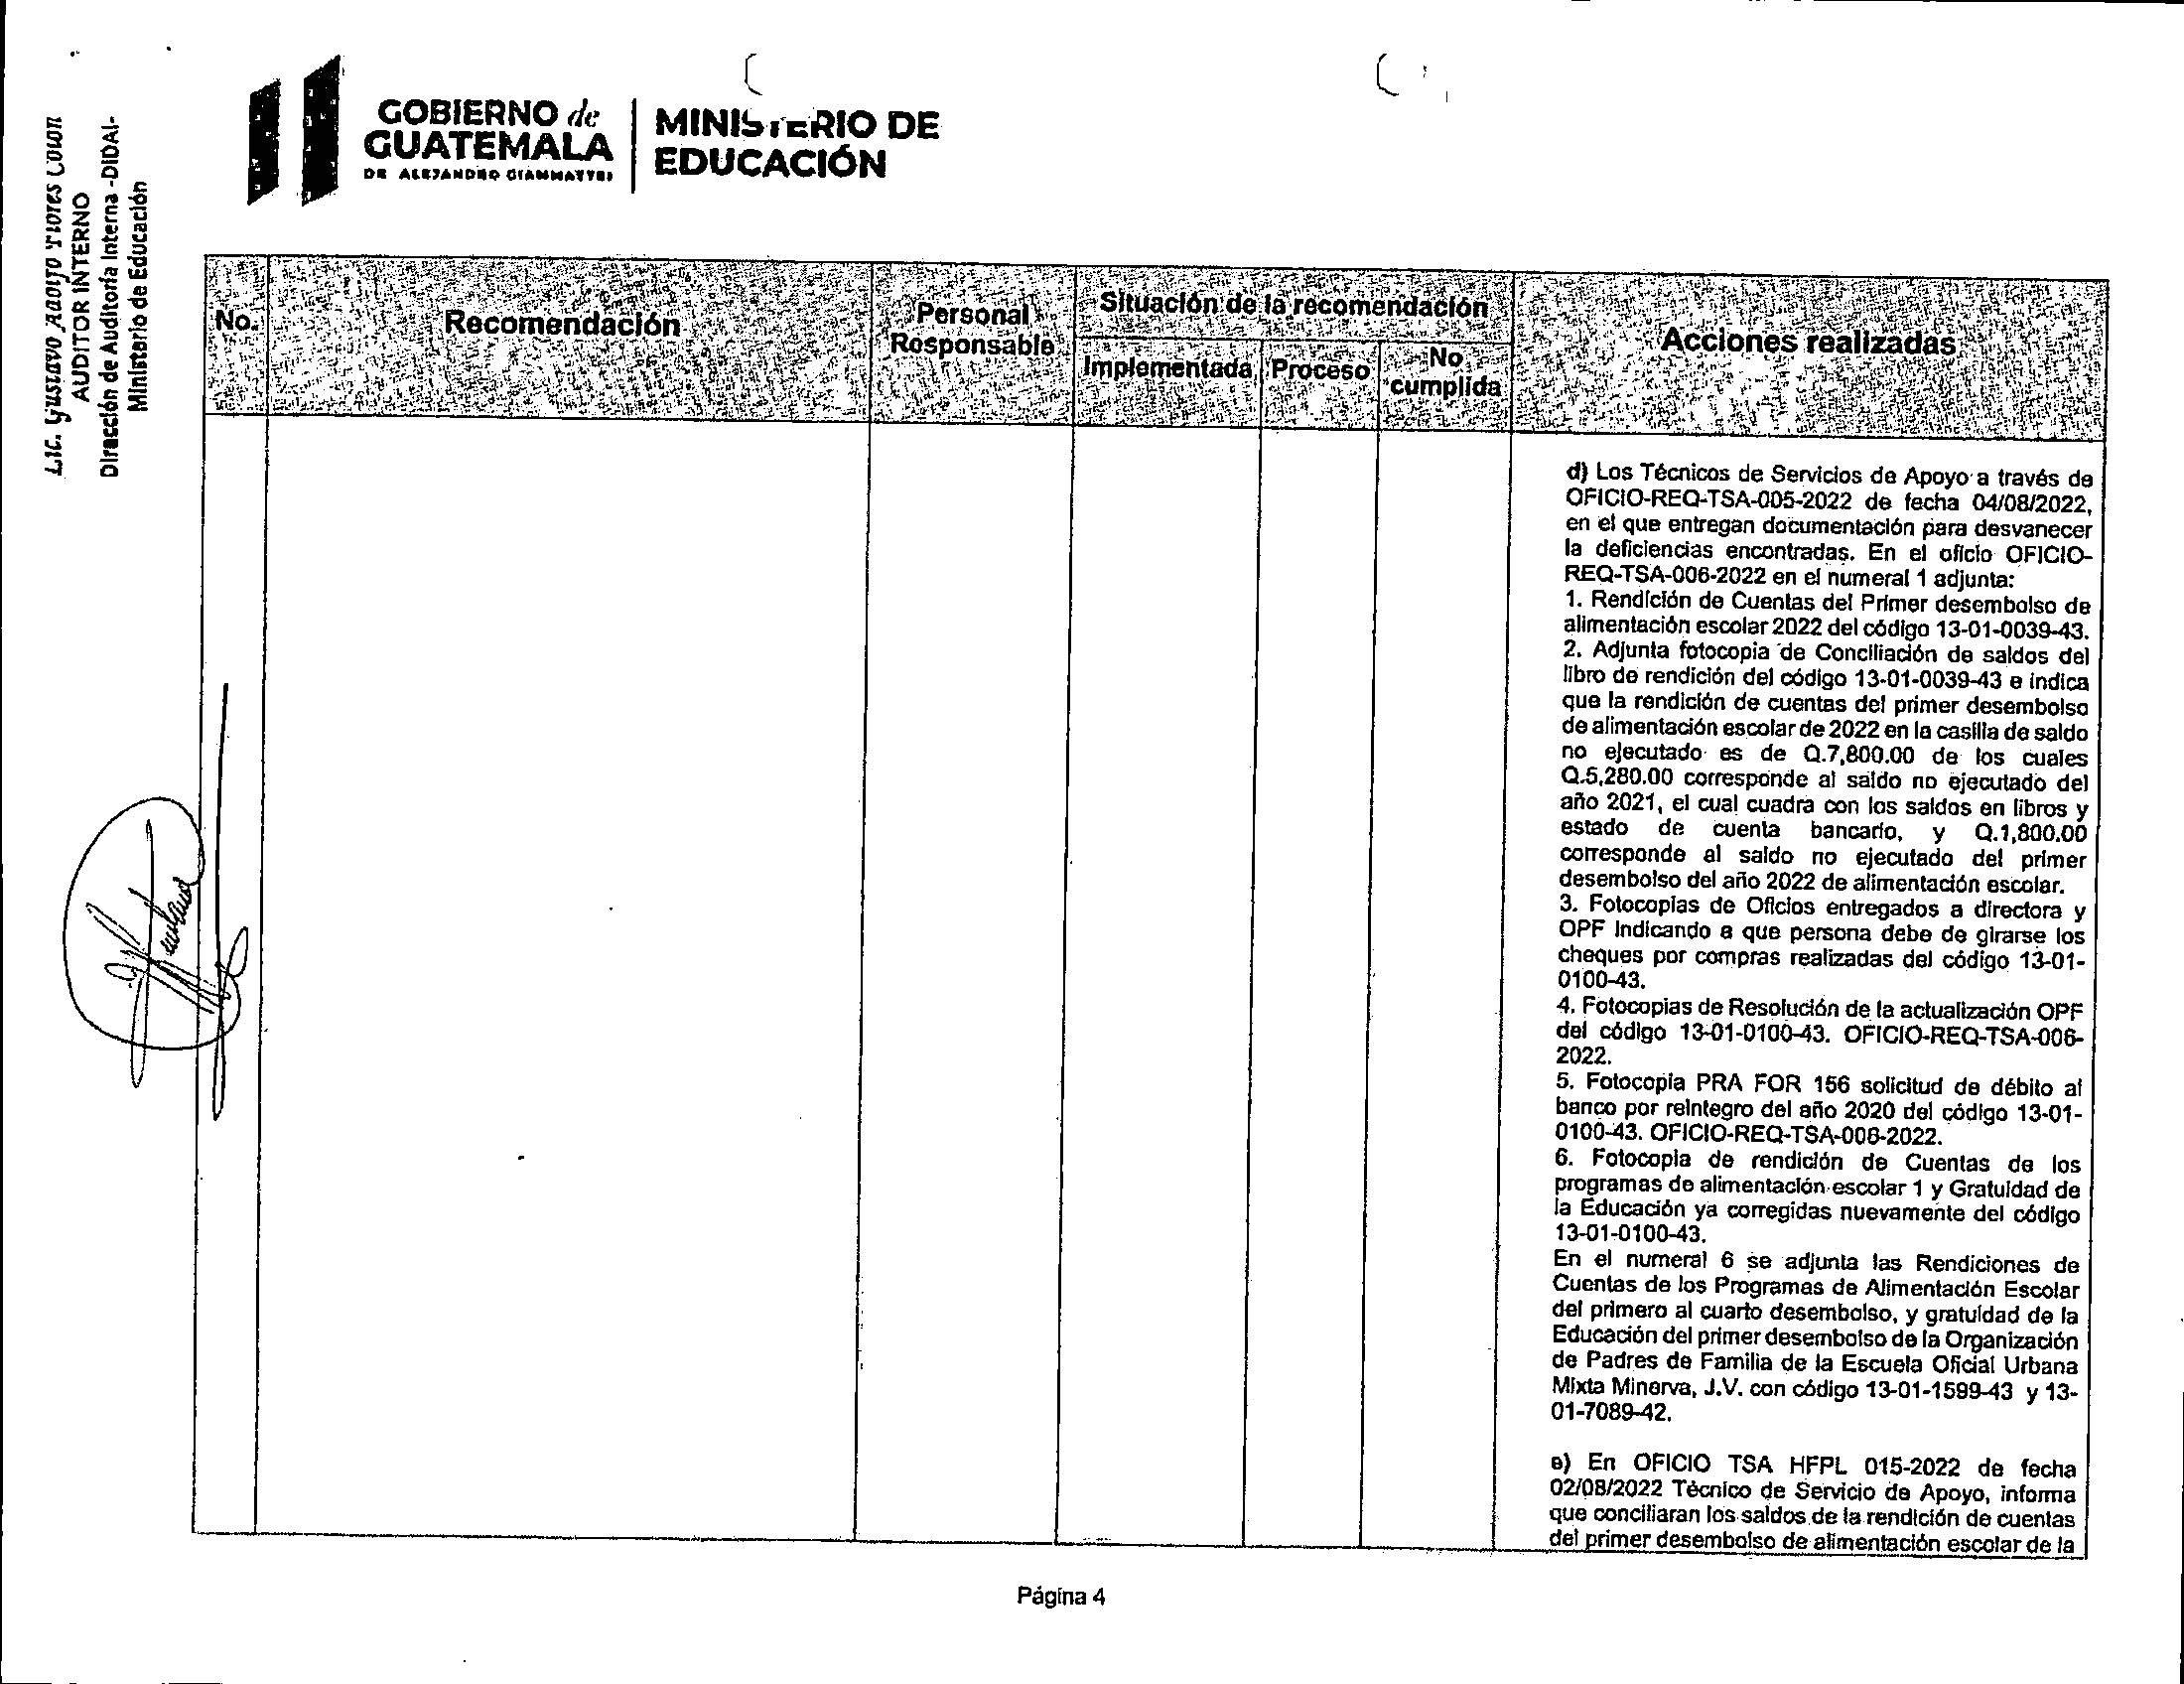 Lic. Gustavo Adolfo Flores
AUDITOR INTERNO
Dirección de Auditoría Interna -DIDAI-
Ministerio de Educación
GOBIERNO de
GUATEMALA
DE ALEJANDRO GIAMMATTEI
MINISTERIO DE
EDUCACIÓN
No.
Recomendación
Personal
Responsable
Situación de la recomendación
Implementada
Proceso
No
cumplida
Acciones realizadas
d) Los Técnicos de Servicios de Apoyo a través de
OFICIO-REQ-TSA-005-2022 de fecha 04/08/2022,
en el que entregan documentación para desvanecer
la deficiencias encontradas. En el oficio OFICIO-
REQ-TSA-006-2022 en el numeral 1 adjunta:
1. Rendición de Cuentas del Primer desembolso de
alimentación escolar 2022 del código 13-01-0039-43.
2. Adjunta fotocopia de Conciliación de saldos del
libro de rendición del código 13-01-0039-43 e indica
que la rendición de cuentas del primer desembolso
de alimentación escolar de 2022 en la casilla de saldo
no ejecutado es de Q.7,800.00 de los cuales
Q.5,280.00 corresponde al saldo no ejecutado del
año 2021, el cual cuadra con los saldos en libros y
estado de cuenta bancario, y Q.1,800.00
corresponde al saldo no ejecutado del primer
desembolso del año 2022 de alimentación escolar.
3. Fotocopias de Oficios entregados a directora y
OPF Indicando a que persona debe de girarse los
cheques por compras realizadas del código 13-01-
0100-43.
4. Fotocopias de Resolución de la actualización OPF
del código 13-01-0100-43. OFICIO-REQ-TSA-006-
2022.
5. Fotocopia PRA FOR 156 solicitud de débito al
banco por reintegro del año 2020 del código 13-01-
0100-43. OFICIO-REQ-TSA-006-2022.
6. Fotocopia de rendición de Cuentas de los
programas de alimentación escolar 1 y Gratuidad de
la Educación ya corregidas nuevamente del código
13-01-0100-43.
En el numeral 6 se adjunta las Rendiciones de
Cuentas de los Programas de Alimentación Escolar
del primero al cuarto desembolso, y gratuidad de la
Educación del primer desembolso de la Organización
de Padres de Familia de la Escuela Oficial Urbana
Mixta Minerva, J.V. con código 13-01-1599-43 y 13-
01-7089-42.
e) En OFICIO TSA HFPL 015-2022 de fecha
02/08/2022 Técnico de Servicio de Apoyo, informa
que conciliaran los saldos de la rendición de cuentas
del primer desembolso de alimentación escolar de la
Página 4